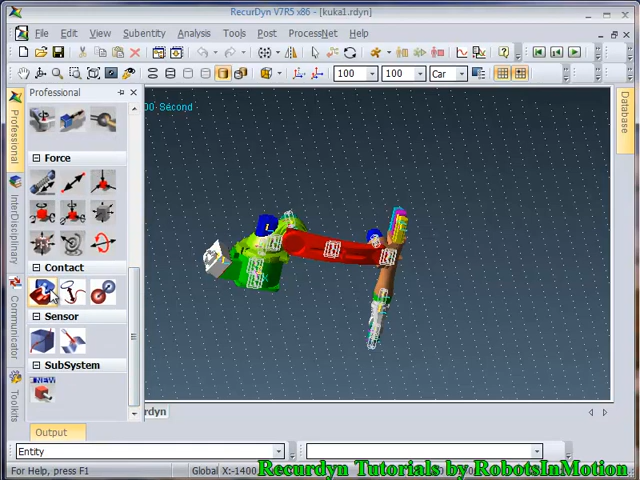 RecurDyn V7R5 x86 - [kuka1.rdyn]
File Edit View Subentity Analysis Tools Post ProcessNet Help
100 100 Car
Professional
00 Second
Database
Professional
InterDisciplinary
Communicator
Toolkits
Force
Contact
Sensor
SubSystem
NEW
rdyn
Output
Entity
For Help, press F1
Global X:-1400
Recurdyn Tutorials by RobotsInMotion